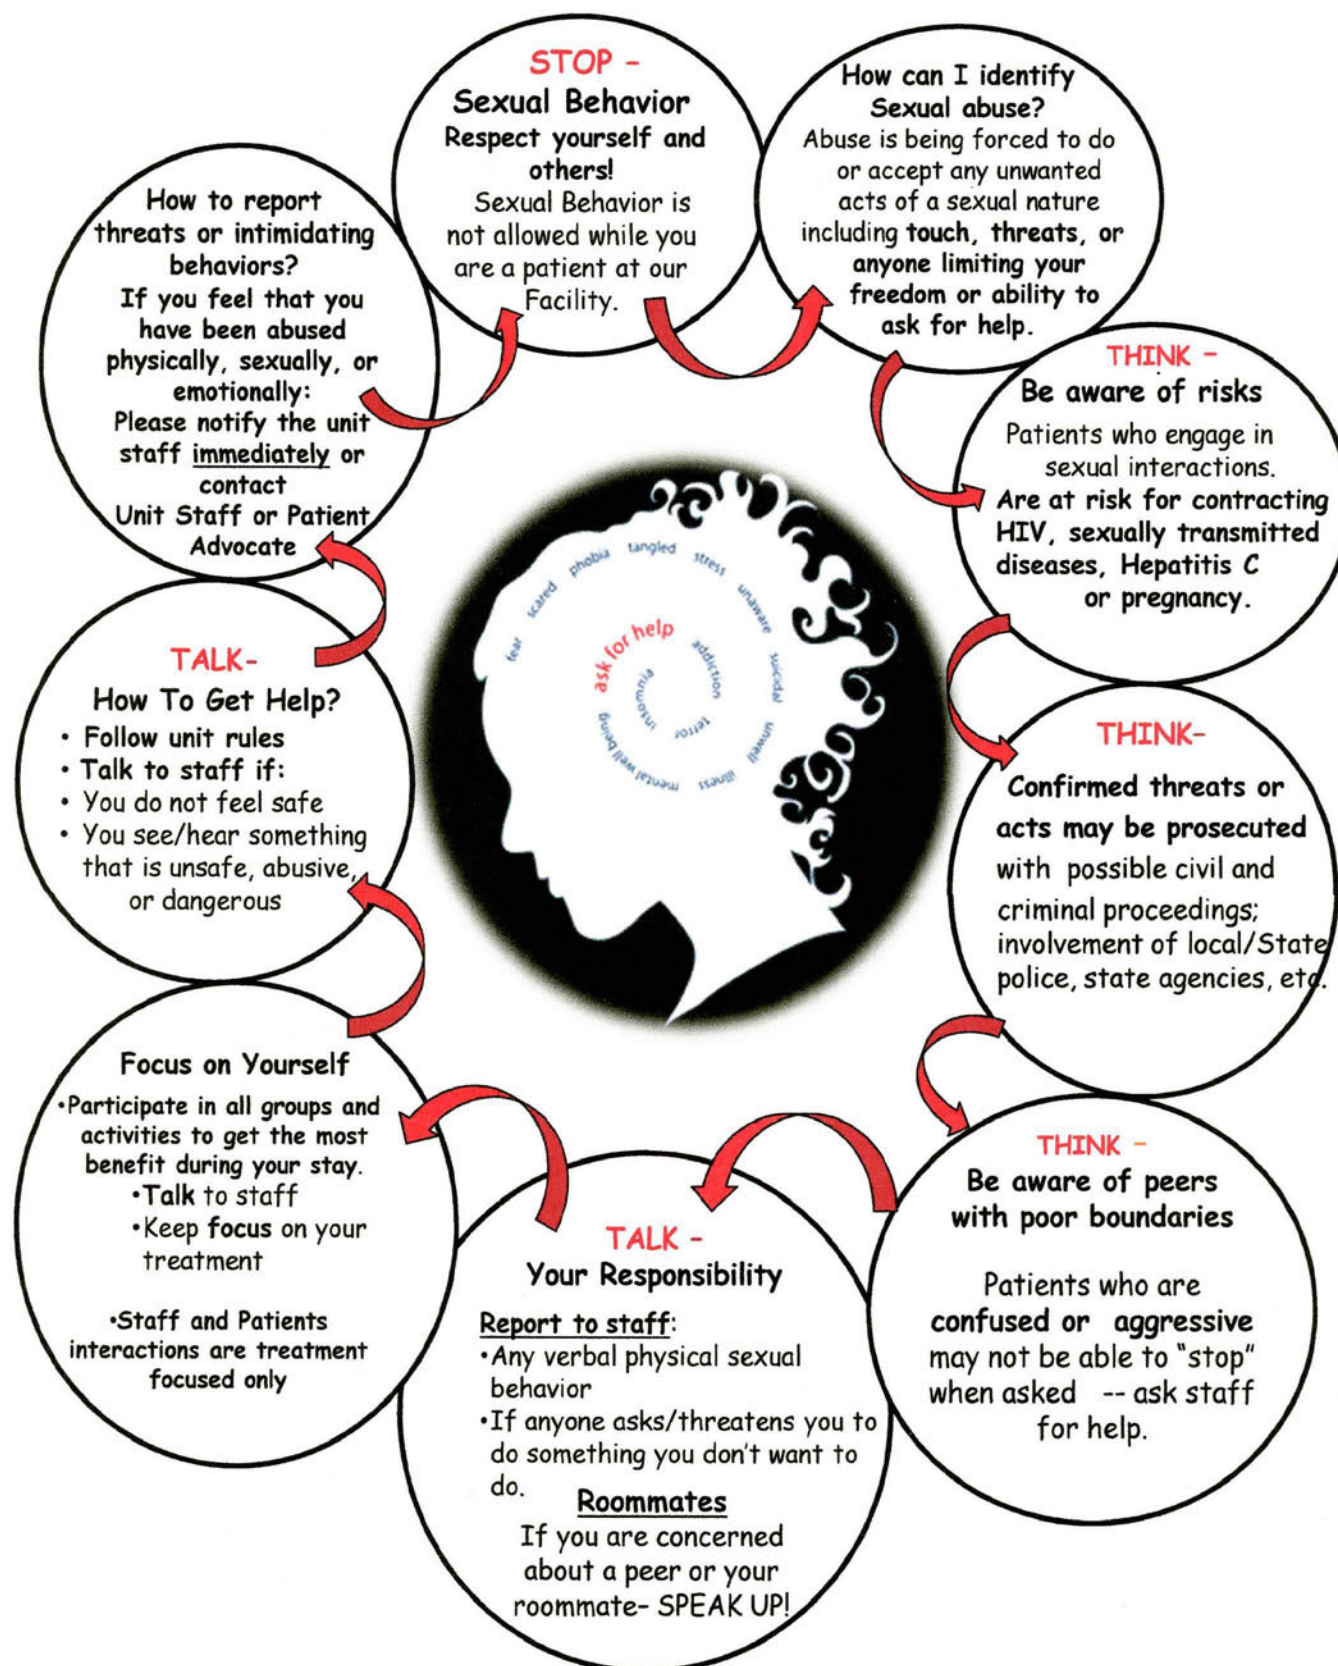 STOP -
Sexual Behavior
Respect yourself and
others!
Sexual Behavior is
not allowed while you
are a patient at our
Facility.
How can I identify
Sexual abuse?
Abuse is being forced to do
or accept any unwanted
acts of a sexual nature
including touch, threats, or
anyone limiting your
freedom or ability to
ask for help.
THINK -
Be aware of risks
Patients who engage in
sexual interactions.
Are at risk for contracting
HIV, sexually transmitted
diseases, Hepatitis C
or pregnancy.
THINK-
Confirmed threats or
acts may be prosecuted
with possible civil and
criminal proceedings;
involvement of local/State
police, state agencies, etc.
THINK -
Be aware of peers
with poor boundaries
Patients who are
confused or aggressive
may not be able to "stop"
when asked -- ask staff
for help.
TALK -
Your Responsibility
Report to staff:
•Any verbal physical sexual
behavior
•If anyone asks/threatens you to
do something you don't want to
do.
Roommates
If you are concerned
about a peer or your
roommate- SPEAK UP!
Focus on Yourself
•Participate in all groups and
activities to get the most
benefit during your stay.
•Talk to staff
•Keep focus on your
treatment
•Staff and Patients
interactions are treatment
focused only
TALK-
How To Get Help?
• Follow unit rules
• Talk to staff if:
• You do not feel safe
• You see/hear something
that is unsafe, abusive,
or dangerous
How to report
threats or intimidating
behaviors?
If you feel that you
have been abused
physically, sexually, or
emotionally:
Please notify the unit
staff immediately or
contact
Unit Staff or Patient
Advocate
fear scared phobia tangled stress unaware suicidal unwell illness mental well being
ask for help
addiction terror insomnia